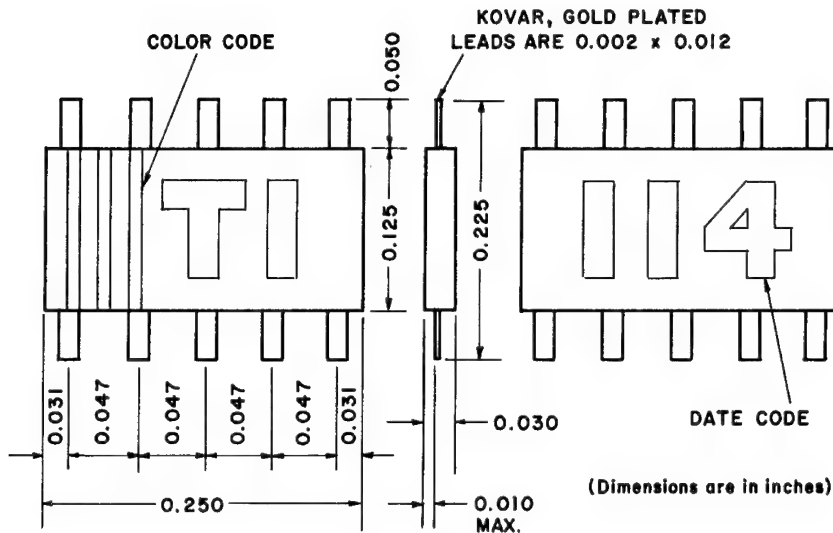 KOVAR, GOLD PLATED
LEADS ARE 0.002 x 0.012
COLOR CODE
0.050
TI
0.125
0.225
114
0.031
0.047
0.047
0.047
0.047
0.031
0.030
DATE CODE
0.250
0.010
MAX.
(Dimensions are in inches)